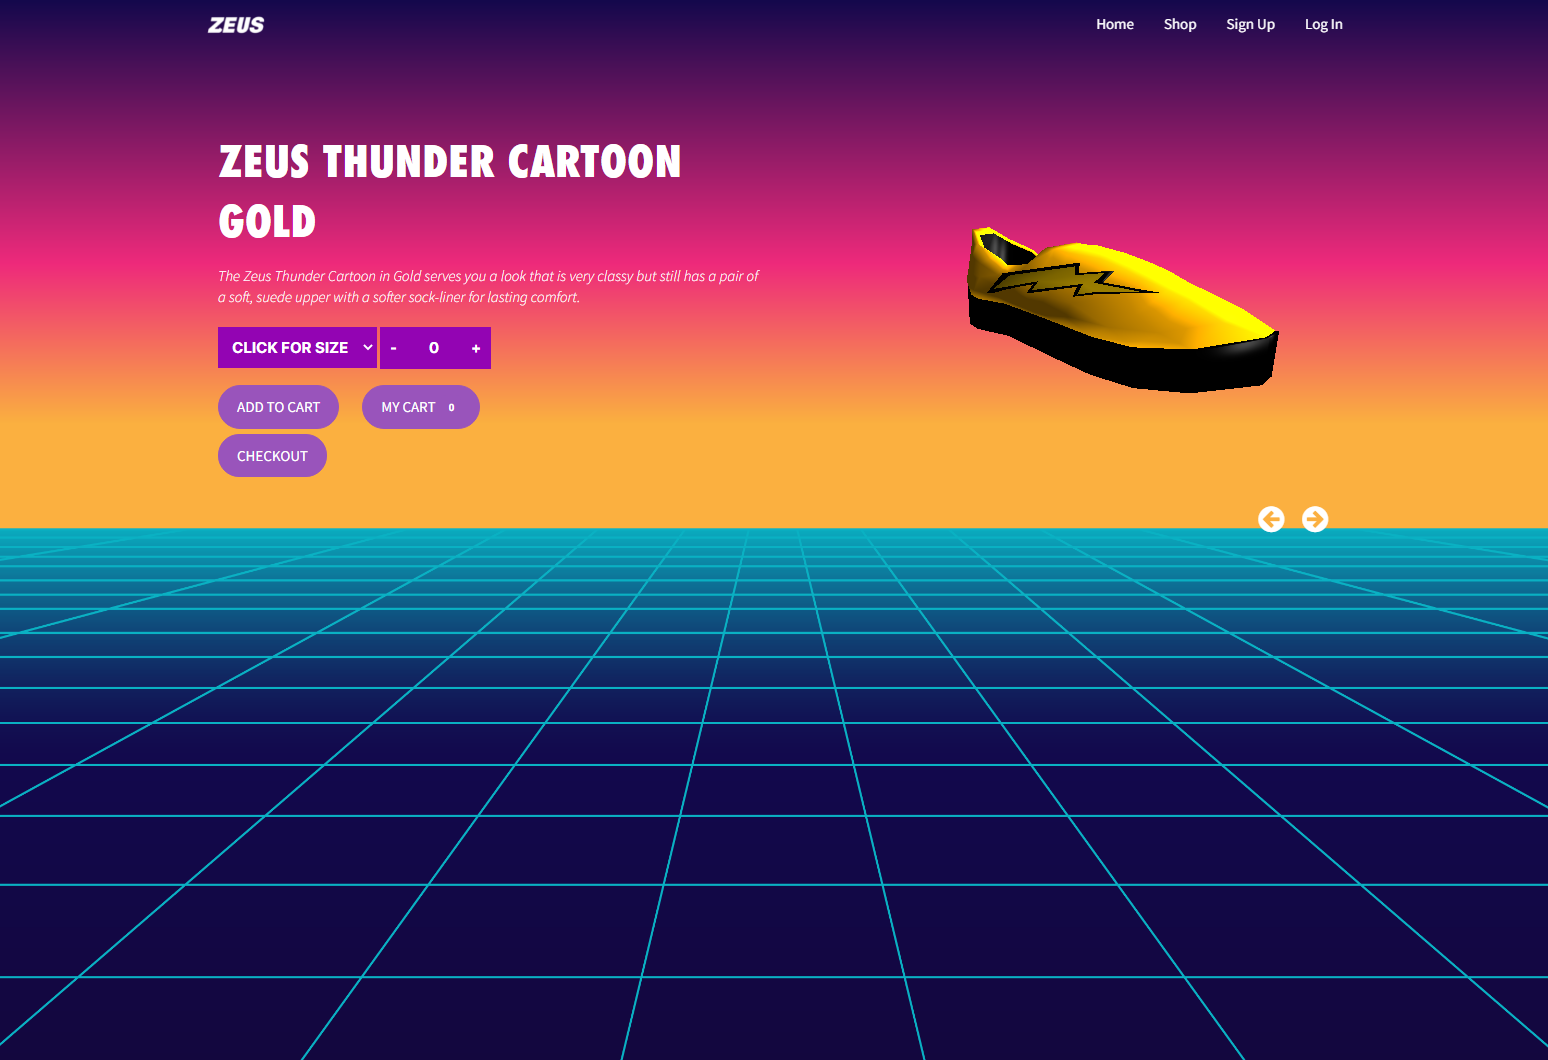 ZEUS
Home Shop Sign Up Log In
ZEUS THUNDER CARTOON
GOLD
The Zeus Thunder Cartoon in Gold serves you a look that is very classy but still has a pair of
a soft, suede upper with a softer sock-liner for lasting comfort.
CLICK FOR SIZE - 0 +
ADD TO CART MY CART 0
CHECKOUT